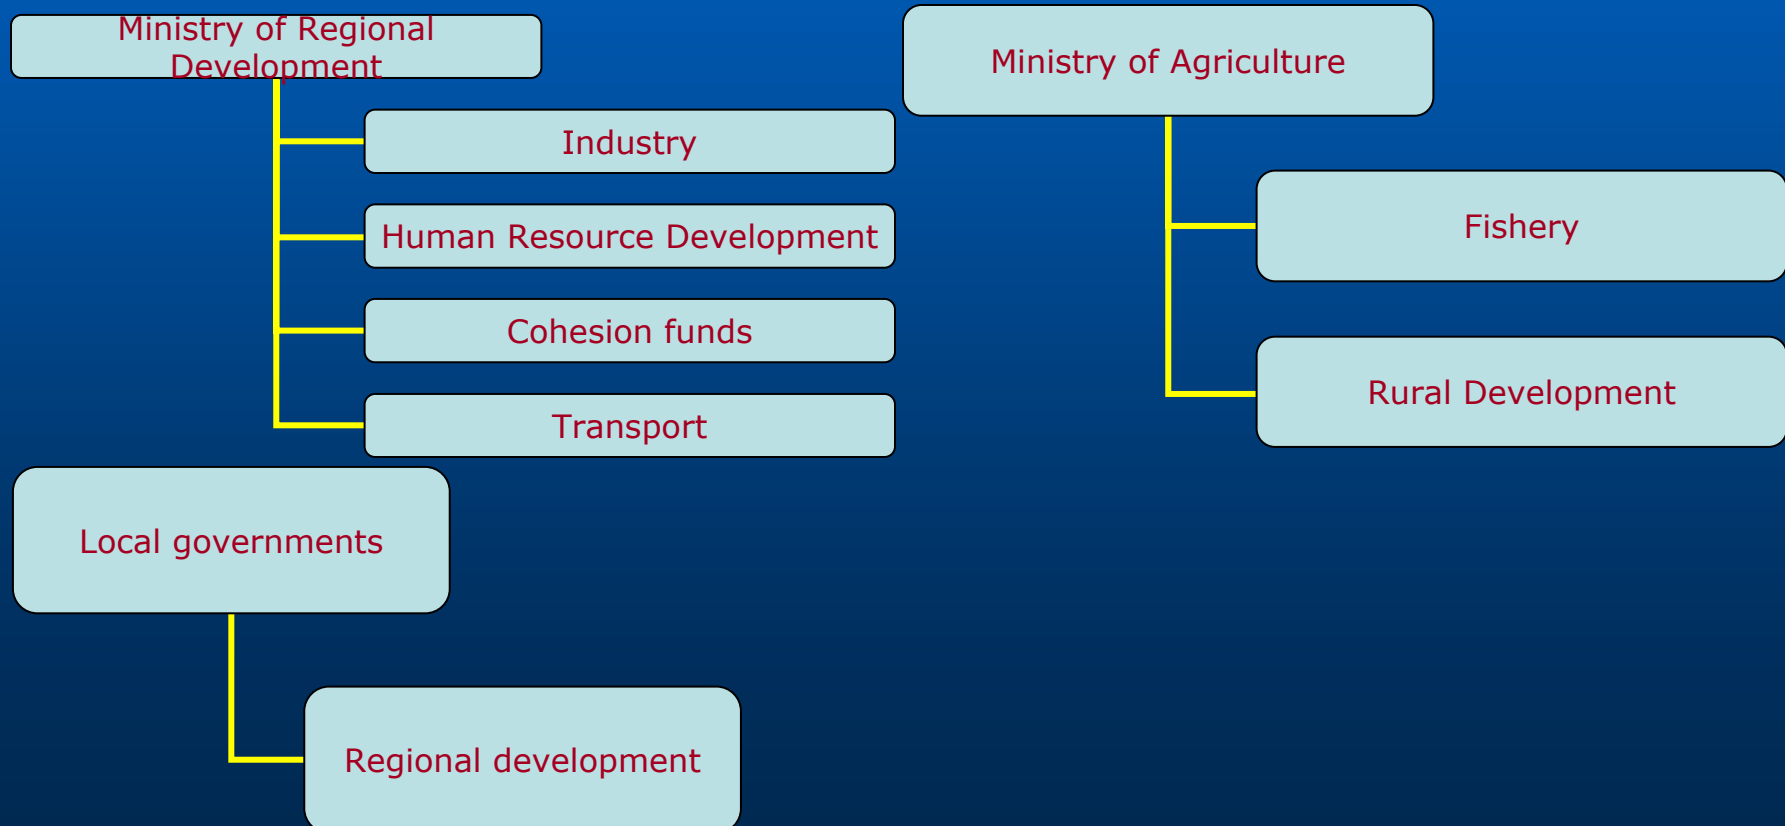 Ministry of Regional
Development
Industry
Human Resource Development
Cohesion funds
Transport
Ministry of Agriculture
Fishery
Rural Development
Local governments
Regional development